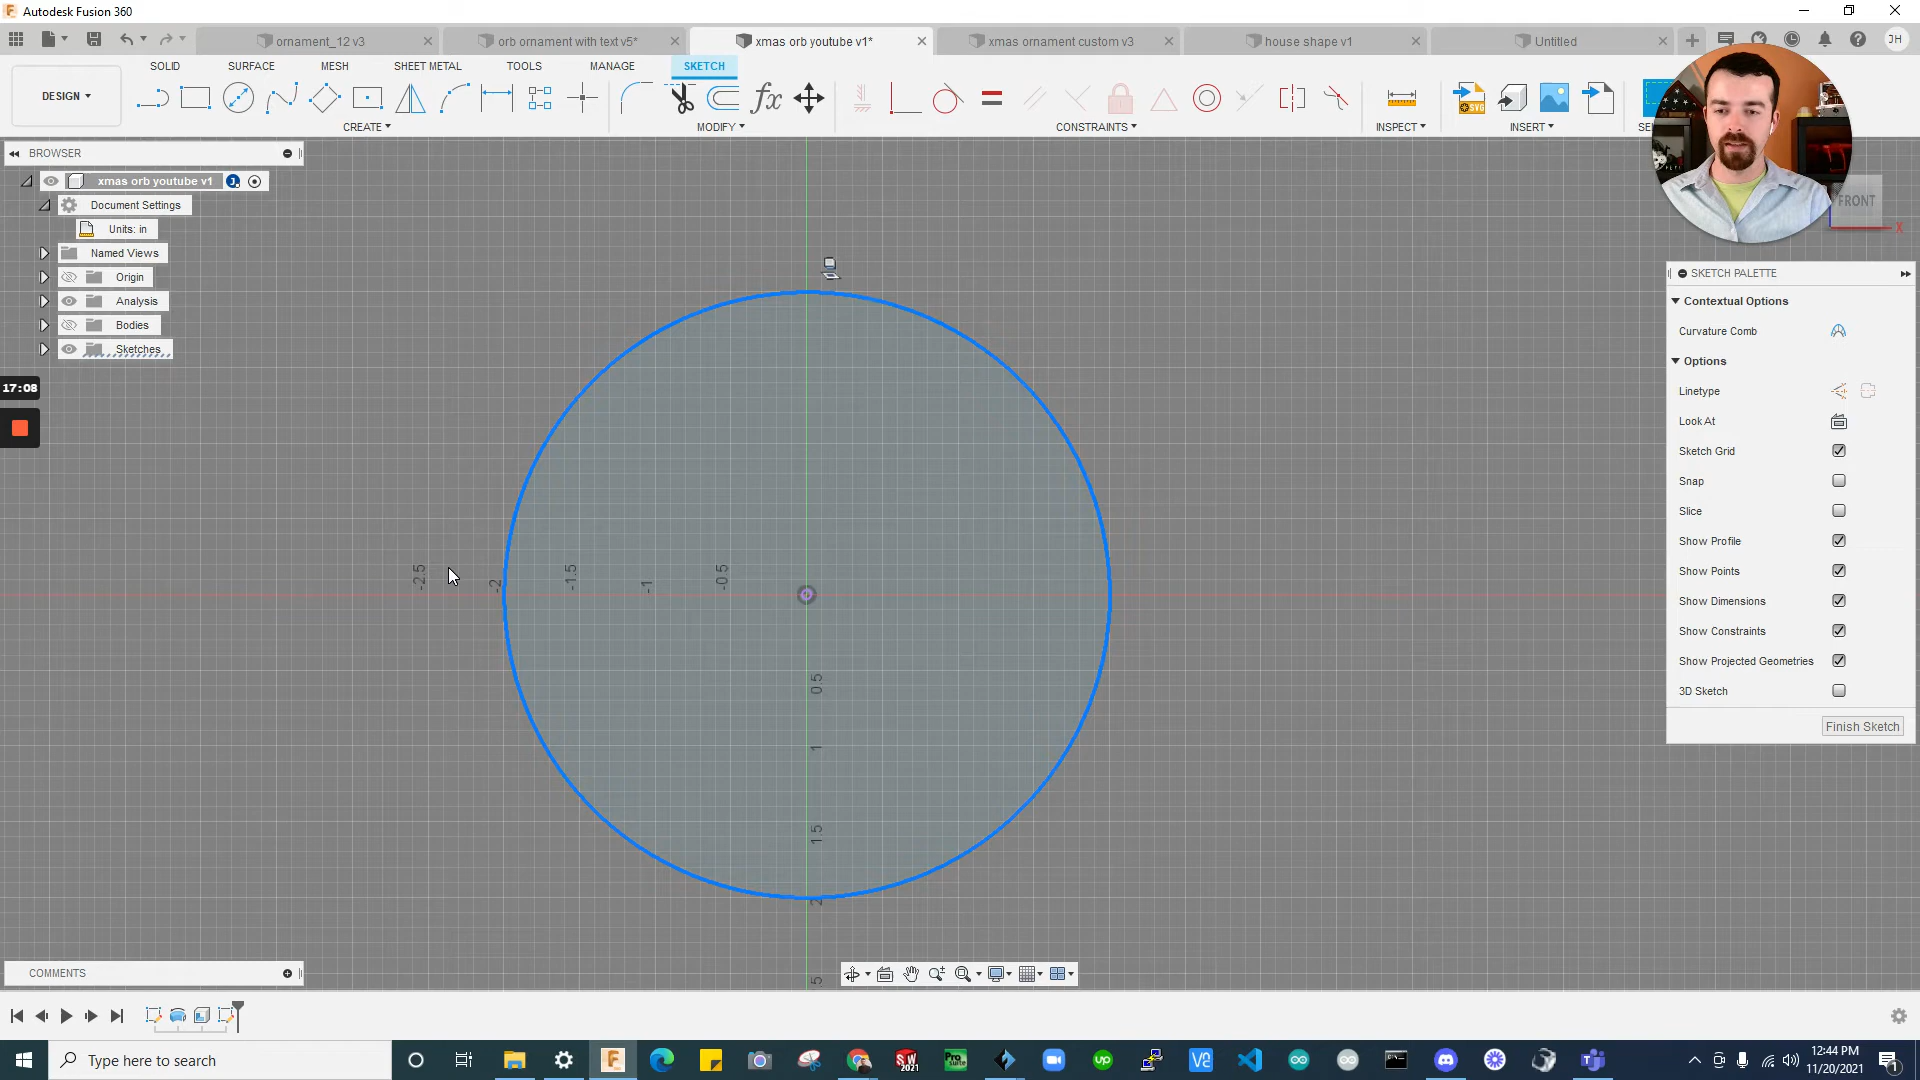 Autodesk Fusion 360
ornament_12 v3
orb ornament with text v5*
xmas orb youtube v1*
xmas ornament custom v3
house shape v1
Untitled
JH
SOLID
SURFACE
MESH
SHEET METAL
TOOLS
MANAGE
SKETCH
DESIGN
CREATE
MODIFY
CONSTRAINTS
INSPECT
INSERT
SE
BROWSER
xmas orb youtube v1
Document Settings
Units: in
Named Views
Origin
Analysis
Bodies
Sketches
17:08
FRONT
X
SKETCH PALETTE
Contextual Options
Curvature Comb
Options
Linetype
Look At
Sketch Grid
Snap
Slice
Show Profile
Show Points
Show Dimensions
Show Constraints
Show Projected Geometries
3D Sketch
Finish Sketch
-2.5
-2
-1.5
-1
-0.5
0.5
1
1.5
2
5
COMMENTS
Type here to search
12:44 PM
11/20/2021